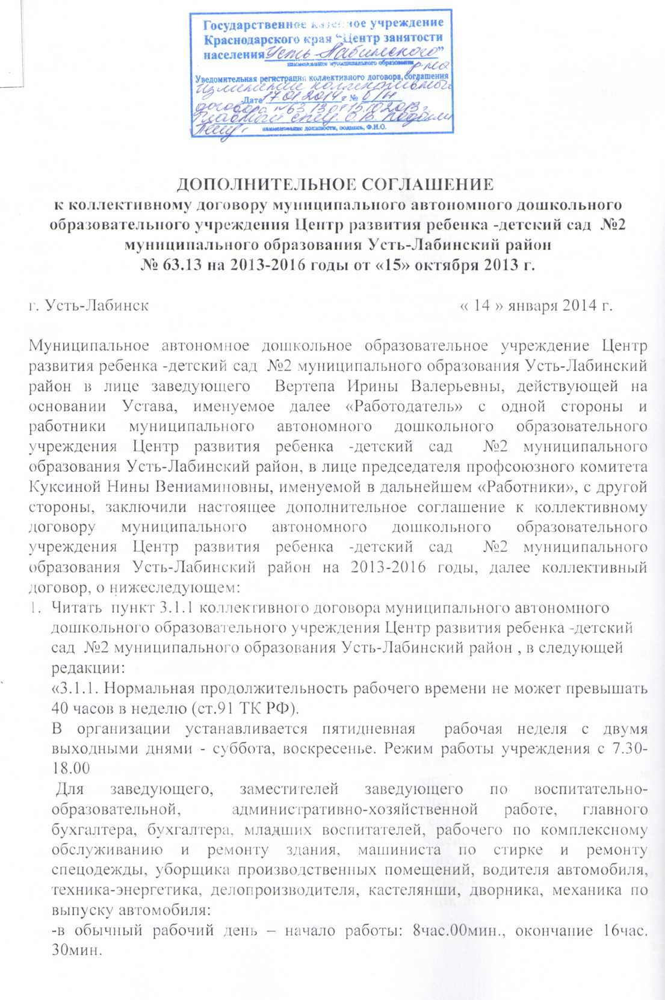 Государственное казенное учреждение
Краснодарского края “Центр занятости
населения Усть-Лабинского”
наименование муниципального образования
Уведомительная регистрация коллективного договора, соглашения
Изменение коллективного
Дата 17.01.2014 г № б/н
договора № 63.13 от 15.10.2013 г
Главный спец. О.В.
наименование должности, подпись, Ф.И.О.
ДОПОЛНИТЕЛЬНОЕ СОГЛАШЕНИЕ
к коллективному договору муниципального автономного дошкольного
образовательного учреждения Центр развития ребенка -детский сад №2
муниципального образования Усть-Лабинский район
№ 63.13 на 2013-2016 годы от «15» октября 2013 г.
г. Усть-Лабинск « 14 » января 2014 г.
Муниципальное автономное дошкольное образовательное учреждение Центр
развития ребенка -детский сад №2 муниципального образования Усть-Лабинский
район в лице заведующего Вертепа Ирины Валерьевны, действующей на
основании Устава, именуемое далее «Работодатель» с одной стороны и
работники муниципального автономного дошкольного образовательного
учреждения Центр развития ребенка -детский сад №2 муниципального
образования Усть-Лабинский район, в лице председателя профсоюзного комитета
Куксиной Нины Вениаминовны, именуемой в дальнейшем «Работники», с другой
стороны, заключили настоящее дополнительное соглашение к коллективному
договору муниципального автономного дошкольного образовательного
учреждения Центр развития ребенка -детский сад №2 муниципального
образования Усть-Лабинский район на 2013-2016 годы, далее коллективный
договор, о нижеследующем:
1. Читать пункт 3.1.1 коллективного договора муниципального автономного
дошкольного образовательного учреждения Центр развития ребенка -детский
сад №2 муниципального образования Усть-Лабинский район , в следующей
редакции:
«3.1.1. Нормальная продолжительность рабочего времени не может превышать
40 часов в неделю (ст.91 ТК РФ).
В организации устанавливается пятидневная рабочая неделя с двумя
выходными днями - суббота, воскресенье. Режим работы учреждения с 7.30-
18.00
Для заведующего, заместителей заведующего по воспитательно-
образовательной, административно-хозяйственной работе, главного
бухгалтера, бухгалтера, младших воспитателей, рабочего по комплексному
обслуживанию и ремонту здания, машиниста по стирке и ремонту
спецодежды, уборщика производственных помещений, водителя автомобиля,
техника-энергетика, делопроизводителя, кастелянши, дворника, механика по
выпуску автомобиля:
-в обычный рабочий день – начало работы: 8час.00мин., окончание 16час.
30мин.